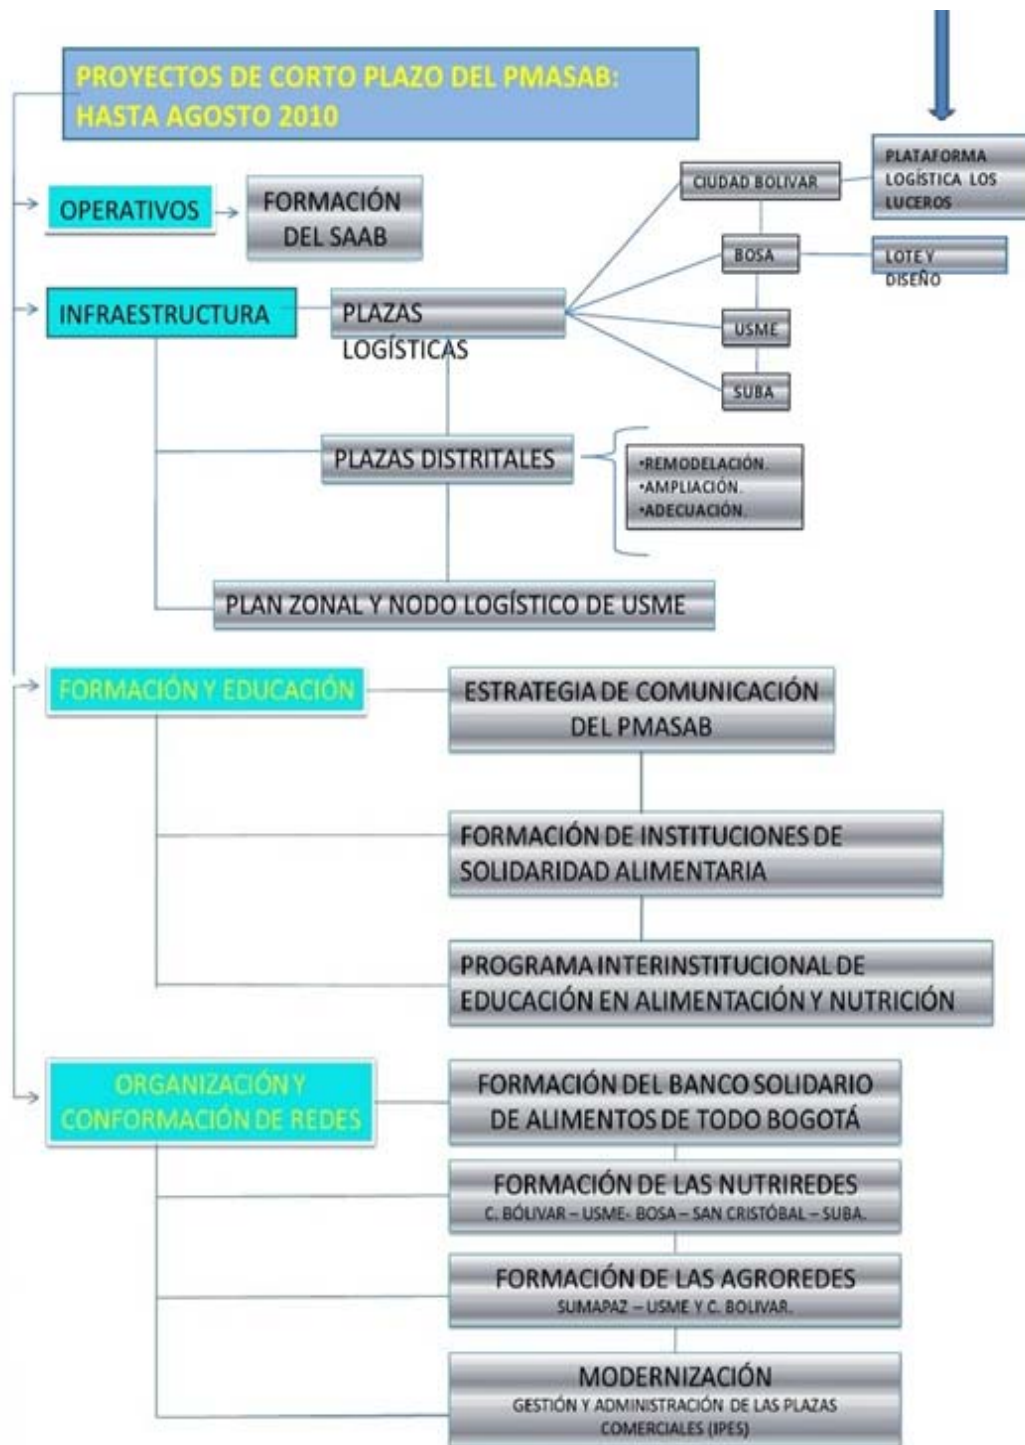 PROYECTOS DE CORTO PLAZO DEL PMASAB:
HASTA AGOSTO 2010
OPERATIVOS
FORMACIÓN
DEL SAAB
INFRAESTRUCTURA
PLAZAS
LOGÍSTICAS
CIUDAD BOLIVAR
PLATAFORMA
LOGÍSTICA LOS
LUCEROS
BOSA
LOTE Y
DISEÑO
USME
SUBA
PLAZAS DISTRITALES
•REMODELACIÓN.
•AMPLIACIÓN.
•ADECUACIÓN.
PLAN ZONAL Y NODO LOGÍSTICO DE USME
FORMACIÓN Y EDUCACIÓN
ESTRATEGIA DE COMUNICACIÓN
DEL PMASAB
FORMACIÓN DE INSTITUCIONES DE
SOLIDARIDAD ALIMENTARIA
PROGRAMA INTERINSTITUCIONAL DE
EDUCACIÓN EN ALIMENTACIÓN Y NUTRICIÓN
ORGANIZACIÓN Y
CONFORMACIÓN DE REDES
FORMACIÓN DEL BANCO SOLIDARIO
DE ALIMENTOS DE TODO BOGOTÁ
FORMACIÓN DE LAS NUTRIREDES
C. BÓLIVAR – USME- BOSA – SAN CRISTÓBAL – SUBA.
FORMACIÓN DE LAS AGROREDES
SUMAPAZ – USME Y C. BOLIVAR.
MODERNIZACIÓN
GESTIÓN Y ADMINISTRACIÓN DE LAS PLAZAS
COMERCIALES (IPES)